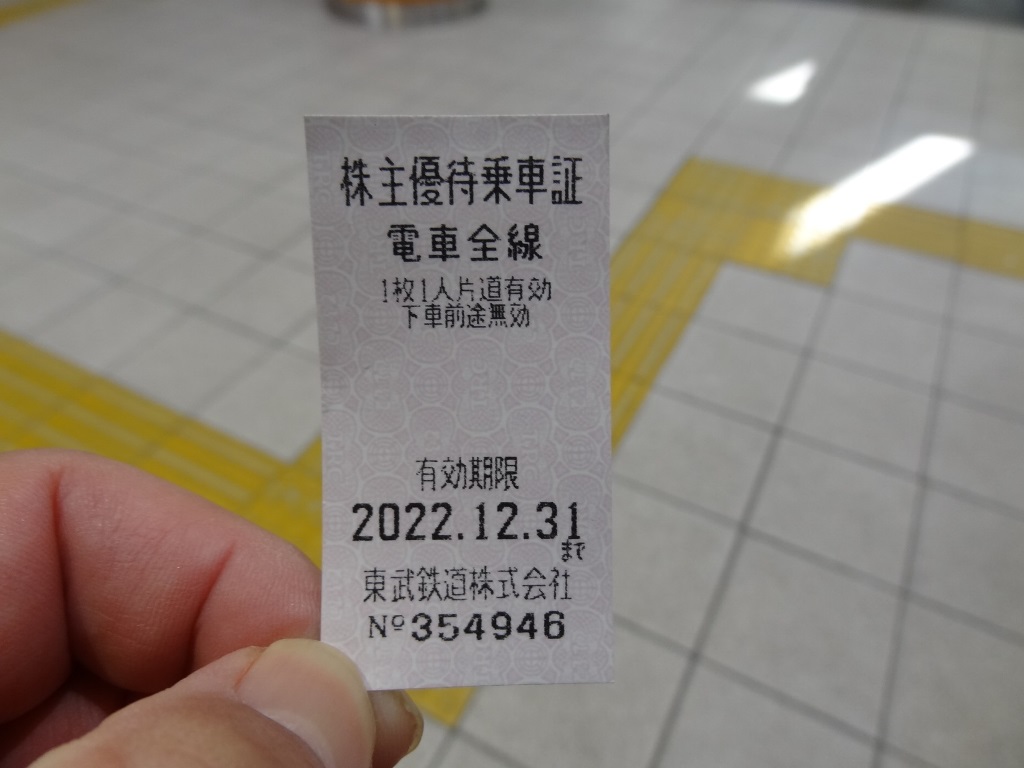 株主優待乗車証
電車全線
1枚1人片道有効
下車前途無効
有効期限
2022.12.31
まで
東武鉄道株式会社
№354946